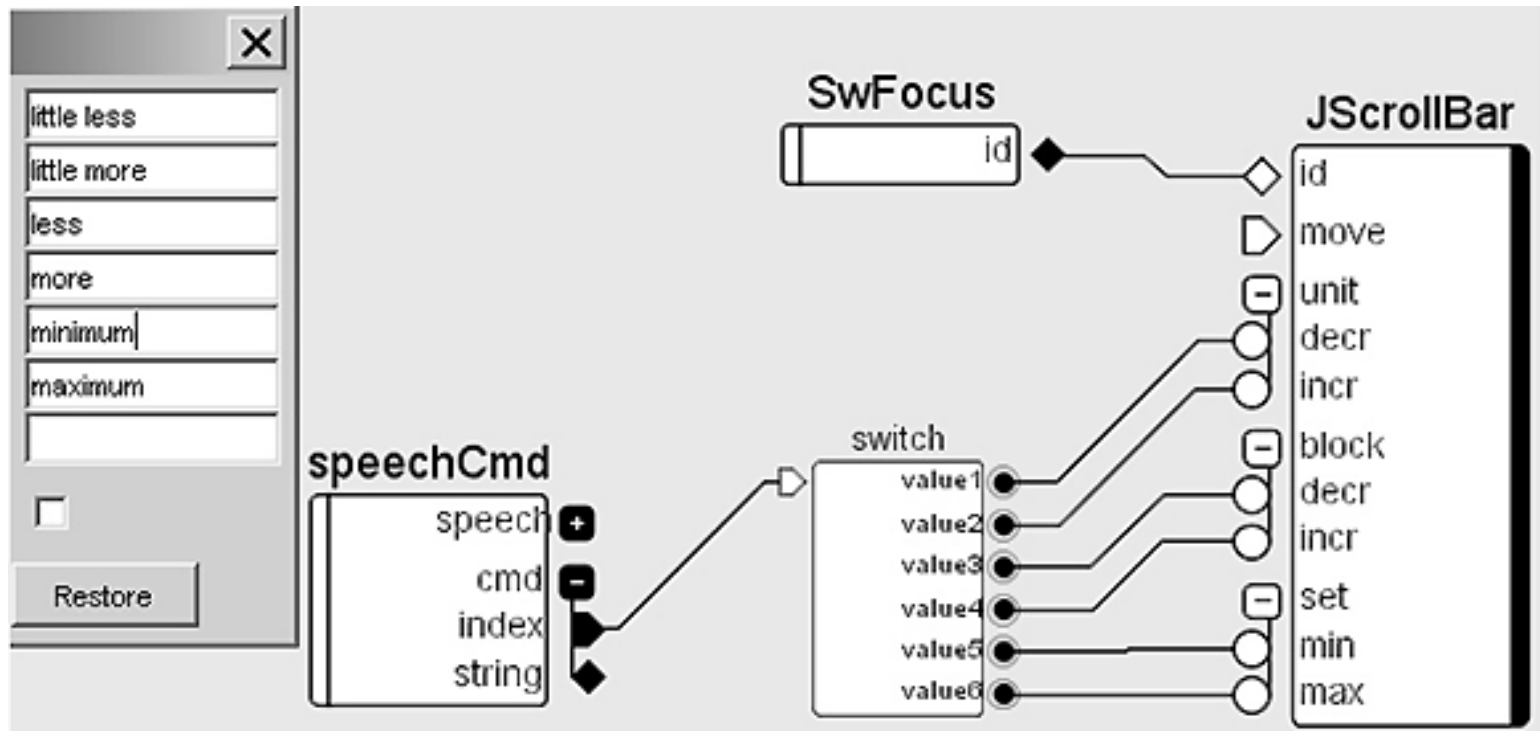 little less
little more
less
more
minimum
maximum
Restore
speechCmd
speech
cmd
index
string
switch
value1
value2
value3
value4
value5
value6
SwFocus
id
JScrollBar
id
move
unit
decr
incr
block
decr
incr
set
min
max